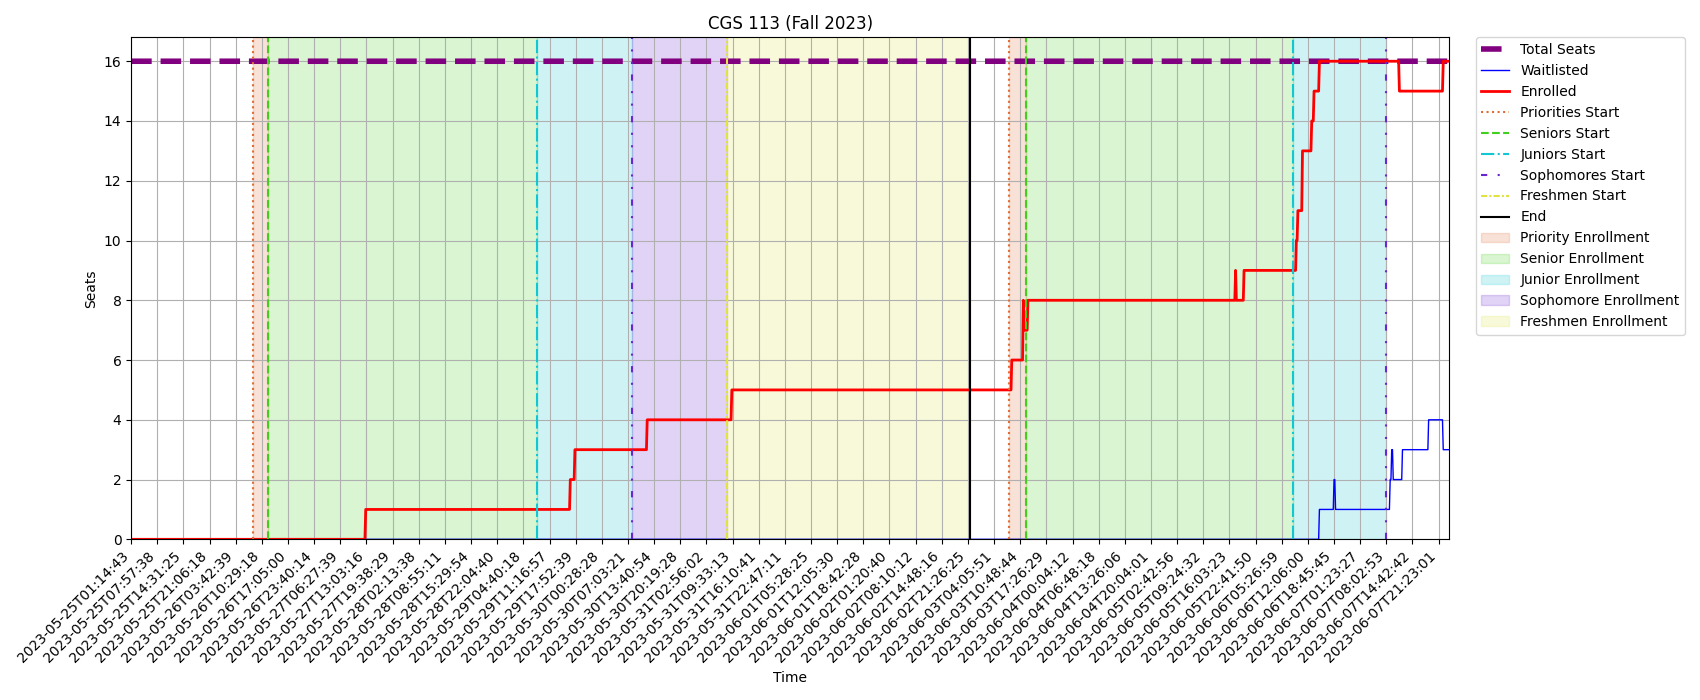 CGS 113 (Fall 2023)
Seats
16
14
12
10
8
6
4
2
0
Total Seats
Waitlisted
Enrolled
Priorities Start
Seniors Start
Juniors Start
Sophomores Start
Freshmen Start
End
Priority Enrollment
Senior Enrollment
Junior Enrollment
Sophomore Enrollment
Freshmen Enrollment
2023-05-25T01:14:43
2023-05-25T07:57:38
2023-05-25T14:31:25
2023-05-25T21:06:18
2023-05-26T03:42:39
2023-05-26T10:29:18
2023-05-26T17:05:00
2023-05-26T23:40:14
2023-05-27T06:27:39
2023-05-27T13:03:16
2023-05-27T19:38:29
2023-05-28T02:13:38
2023-05-28T08:55:11
2023-05-28T15:29:54
2023-05-28T22:04:40
2023-05-29T04:40:18
2023-05-29T11:16:57
2023-05-29T17:52:39
2023-05-30T00:28:28
2023-05-30T07:03:21
2023-05-30T13:40:54
2023-05-30T20:19:28
2023-05-31T02:56:02
2023-05-31T09:33:13
2023-05-31T16:10:41
2023-05-31T22:47:11
2023-06-01T05:28:25
2023-06-01T12:05:30
2023-06-01T18:42:28
2023-06-02T01:20:40
2023-06-02T08:10:12
2023-06-02T14:48:16
2023-06-02T21:26:25
2023-06-03T04:05:51
2023-06-03T10:48:44
2023-06-03T17:26:29
2023-06-04T00:04:12
2023-06-04T06:48:18
2023-06-04T13:26:06
2023-06-04T20:04:01
2023-06-05T02:42:56
2023-06-05T09:24:32
2023-06-05T16:03:23
2023-06-05T22:41:50
2023-06-06T05:26:59
2023-06-06T12:06:00
2023-06-06T18:45:45
2023-06-07T01:23:27
2023-06-07T08:02:53
2023-06-07T14:42:42
2023-06-07T21:23:01
Time